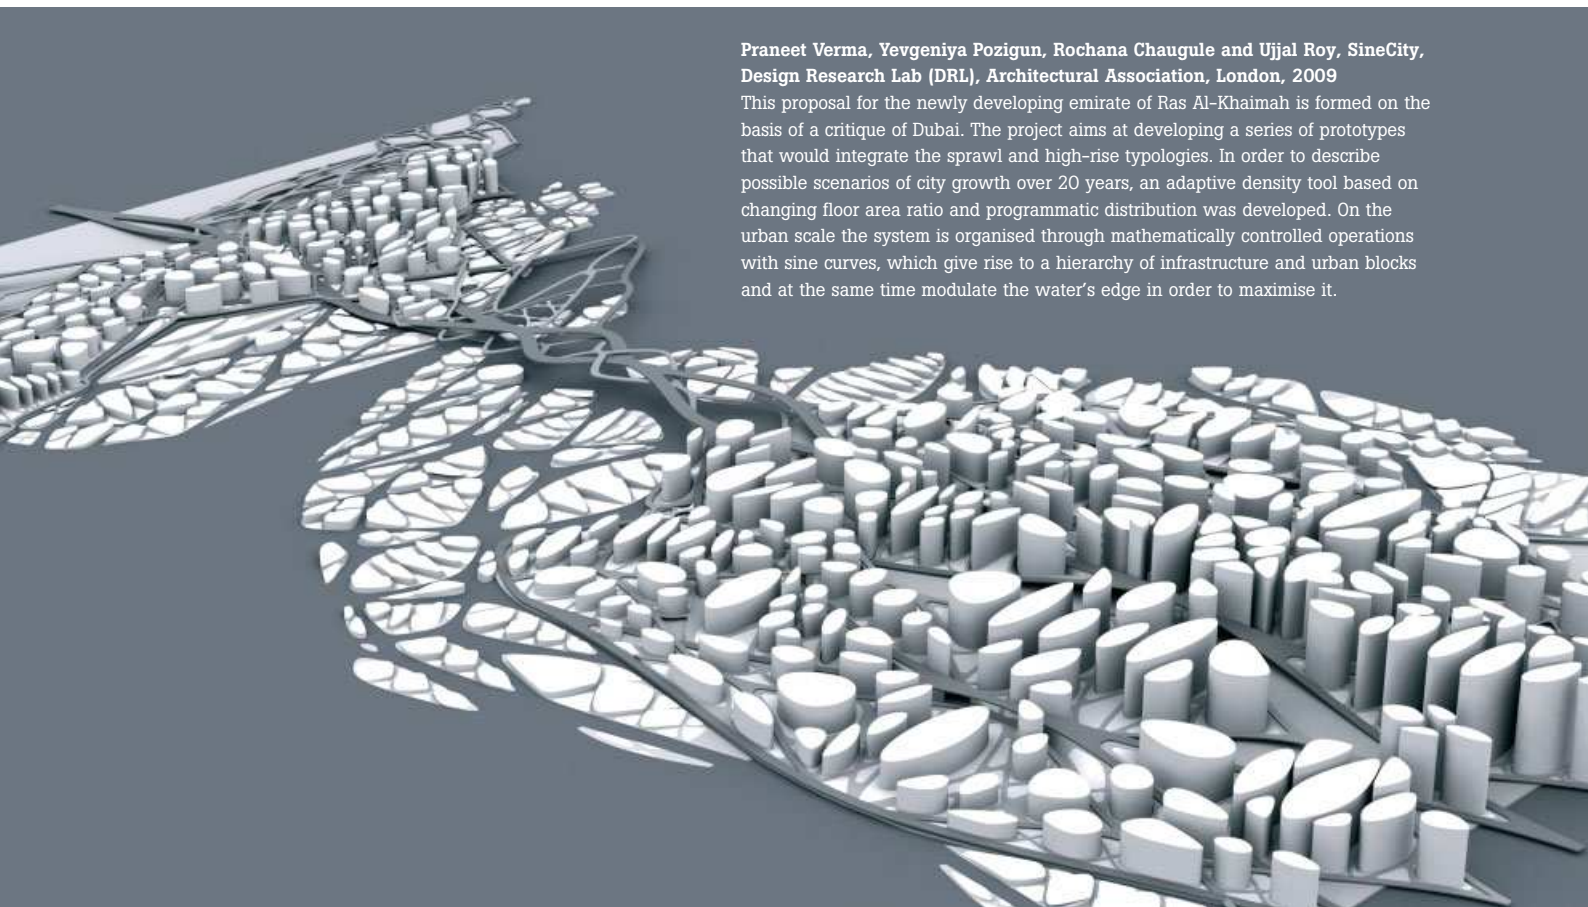 Praneet Verma, Yevgeniya Pozigun, Rochana Chaugule and Ujjal Roy, SineCity,
Design Research Lab (DRL), Architectural Association, London, 2009
This proposal for the newly developing emirate of Ras Al-Khaimah is formed on the
basis of a critique of Dubai. The project aims at developing a series of prototypes
that would integrate the sprawl and high-rise typologies. In order to describe
possible scenarios of city growth over 20 years, an adaptive density tool based on
changing floor area ratio and programmatic distribution was developed. On the
urban scale the system is organised through mathematically controlled operations
with sine curves, which give rise to a hierarchy of infrastructure and urban blocks
and at the same time modulate the water's edge in order to maximise it.